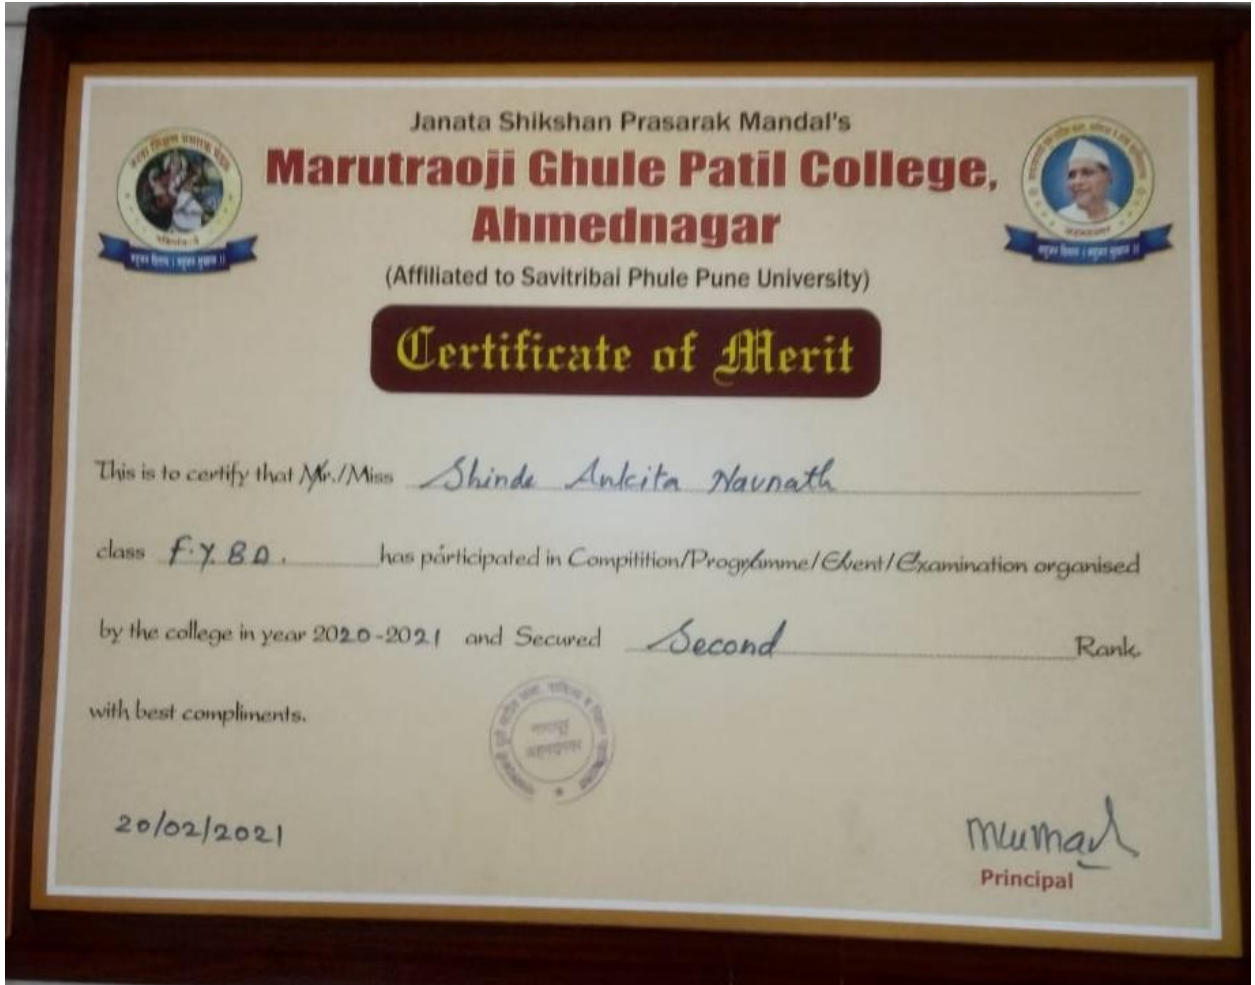 Janata Shikshan Prasarak Mandal's
Marutraoji Ghule Patil College,
Ahmednagar
(Affiliated to Savitribai Phule Pune University)
Certificate of Merit
This is to certify that Mr./Miss Shinde Ankita Navnath
class F.Y.BA. has participated in Compitition/Programme/Event/Examination organised
by the college in year 2020-2021 and Secured Second Rank
with best compliments.
20/02/2021
Principal